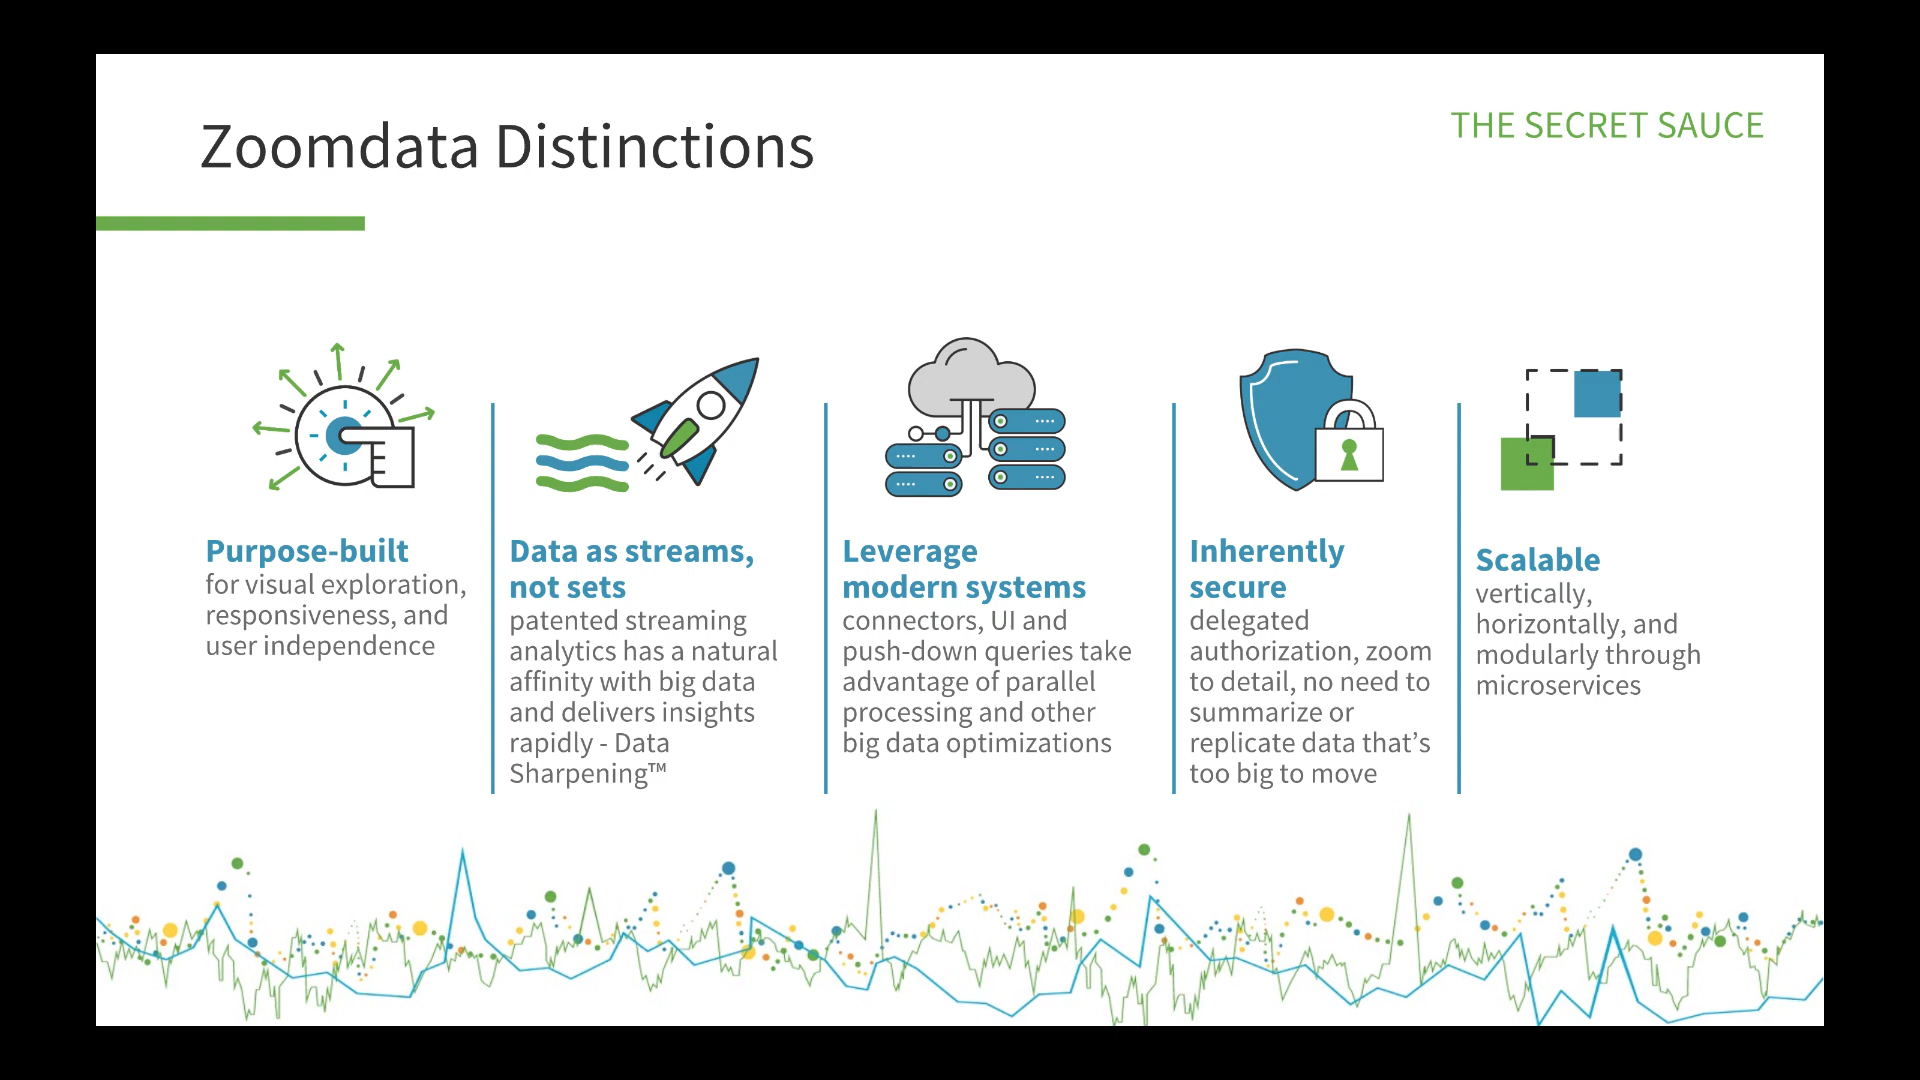 Zoomdata Distinctions
THE SECRET SAUCE
Purpose-built
for visual exploration,
responsiveness, and
user independence
Data as streams,
not sets
patented streaming
analytics has a natural
affinity with big data
and delivers insights
rapidly - Data
Sharpening™
Leverage
modern systems
connectors, UI and
push-down queries take
advantage of parallel
processing and other
big data optimizations
Inherently
secure
delegated
authorization, zoom
to detail, no need to
summarize or
replicate data that’s
too big to move
Scalable
vertically,
horizontally, and
modularly through
microservices